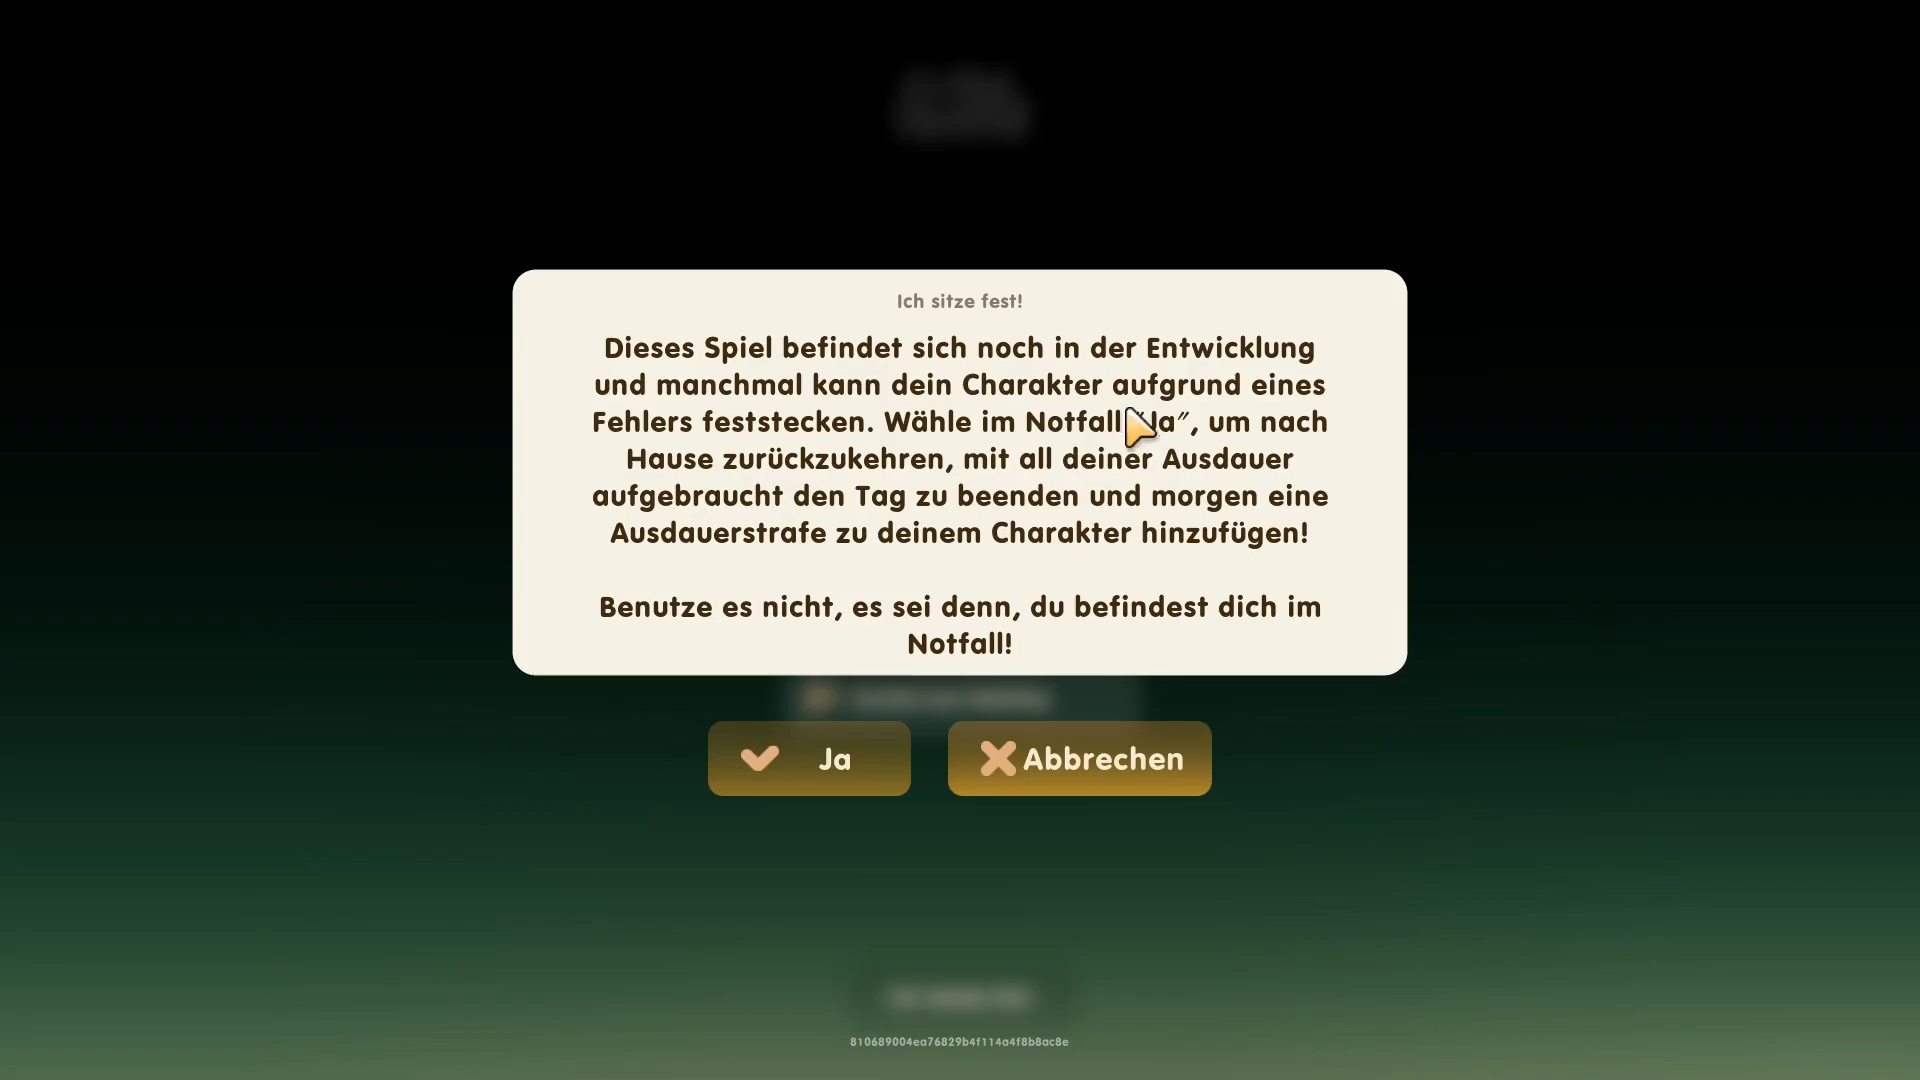 Ich sitze fest!
Dieses Spiel befindet sich noch in der Entwicklung
und manchmal kann dein Charakter aufgrund eines
Fehlers feststecken. Wähle im Notfall "Ja", um nach
Hause zurückzukehren, mit all deiner Ausdauer
aufgebraucht den Tag zu beenden und morgen eine
Ausdauerstrafe zu deinem Charakter hinzufügen!
Benutze es nicht, es sei denn, du befindest dich im
Notfall!
Ja
Abbrechen
810689004ea76829b4f114a4f8b8ac8e